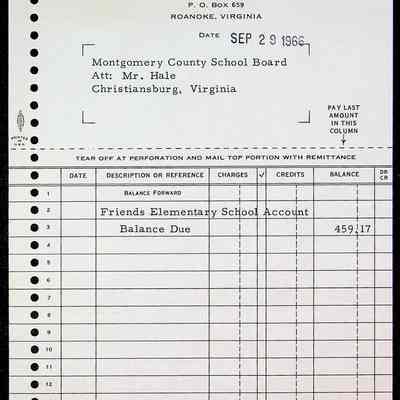 P. O. BOX 659
ROANOKE, VIRGINIA
DATE SEP 29 1966
Montgomery County School Board
Att: Mr. Hale
Christiansburg, Virginia
PAY LAST
AMOUNT
IN THIS
COLUMN
PRINTED IN
U.S.A.
TEAR OFF AT PERFORATION AND MAIL TOP PORTION WITH REMITTANCE
DATE DESCRIPTION OR REFERENCE CHARGES ✓ CREDITS BALANCE DR CR
1 BALANCE FORWARD
2 Friends Elementary School Account
3 Balance Due 459.17
4
5
6
7
8
9
10
11
12